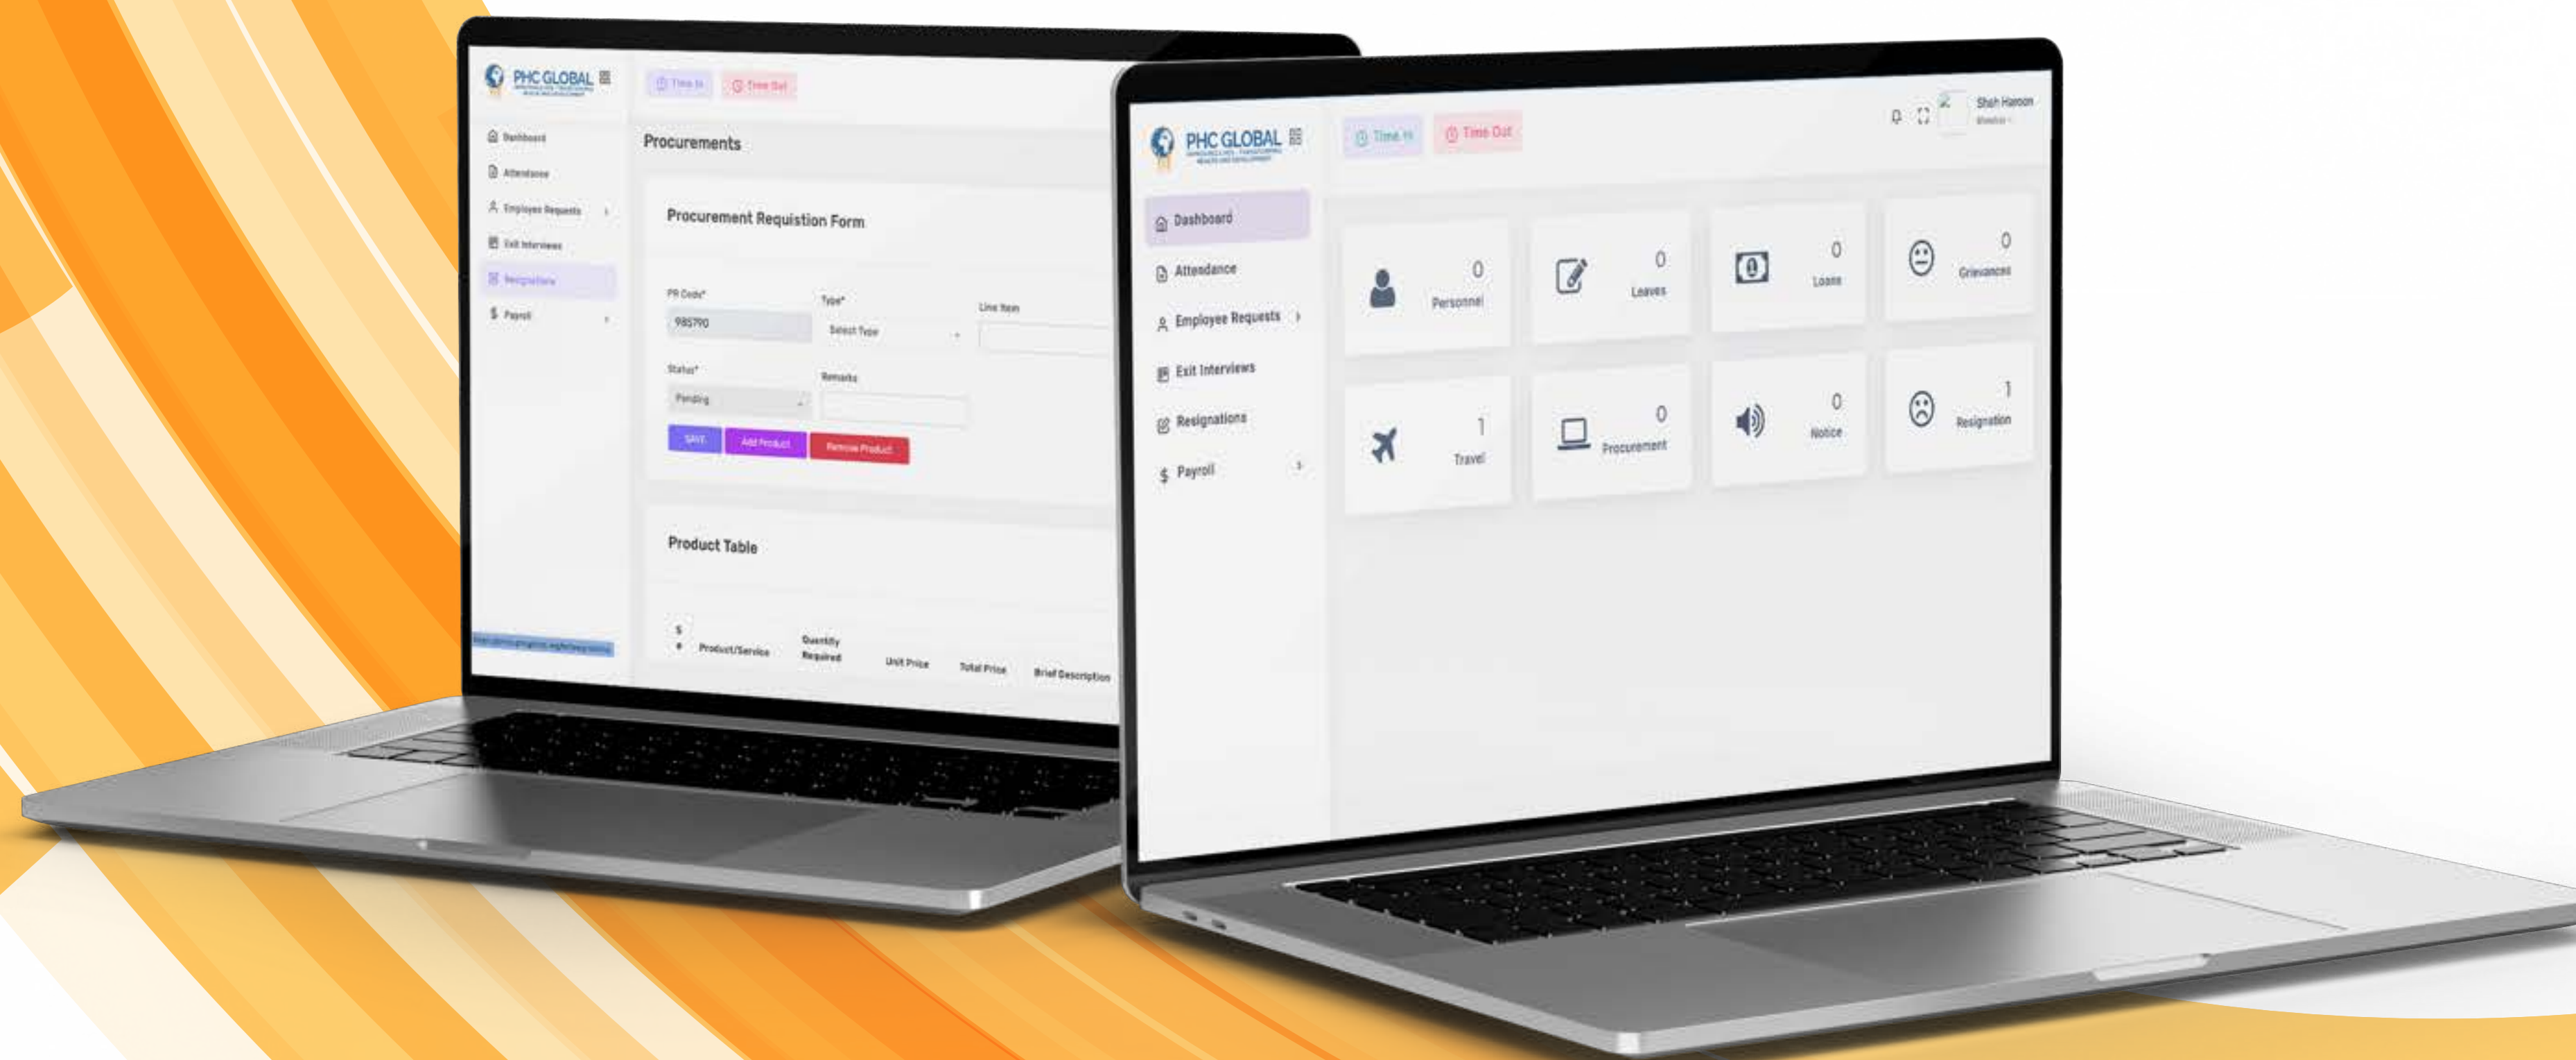 PHC GLOBAL
Time In
Time Out
Dashboard
Attendance
Employee Requests
Exit Interviews
Resignations
$ Payroll
Procurements
Procurement Requistion Form
PR Code*
Type*
Line Item
985790
Select Type
Status*
Remarks
Pending
SAVE
Add Product
Remove Product
Product Table
S
#
Product/Service
Quantity
Required
Unit Price
Total Price
Brief Description
PHC GLOBAL
Time In
Time Out
Shah Haroon
Dashboard
Attendance
Employee Requests
Exit Interviews
Resignations
$ Payroll
0
Personnel
0
Leaves
0
Loans
0
Grievances
1
Travel
0
Procurement
0
Notice
1
Resignation